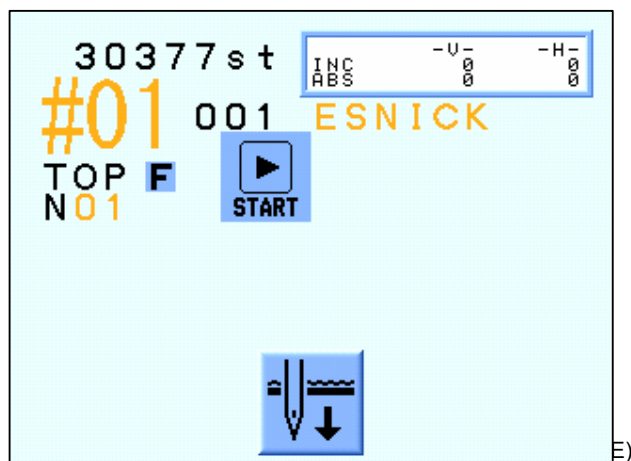 30377st
-V- -H-
INC 0 0
ABS 0 0
#01 001 ESNICK
TOP F
N01
START
E)